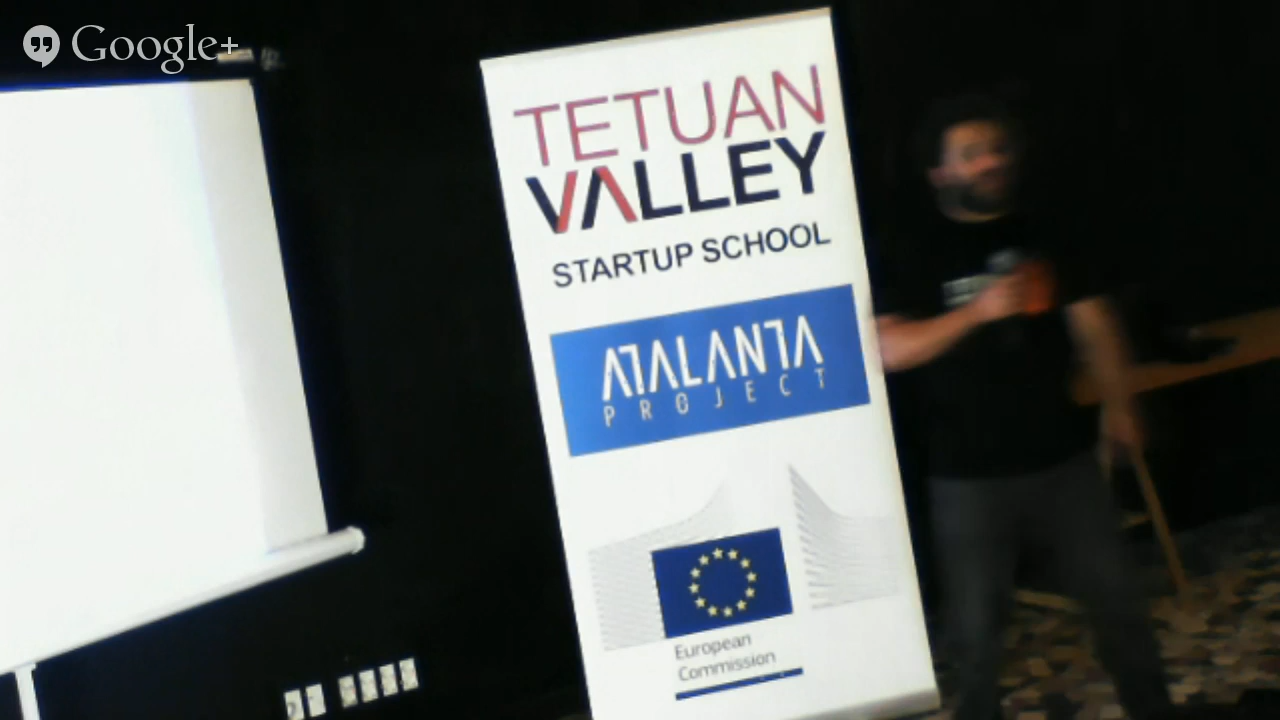 Google+
TETUAN
VALLEY
STARTUP SCHOOL
ATALANTA
PROJECT
European
Commission